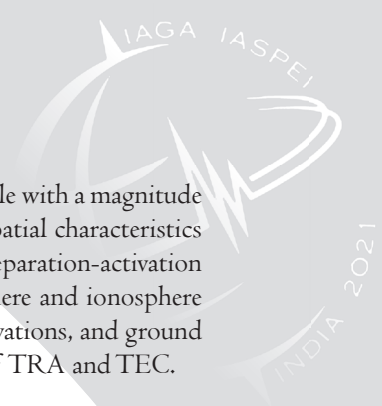 IAGA IASPEI
INDIA 2021
le with a magnitude
patial characteristics
eparation-activation
here and ionosphere
vations, and ground
f TRA and TEC.